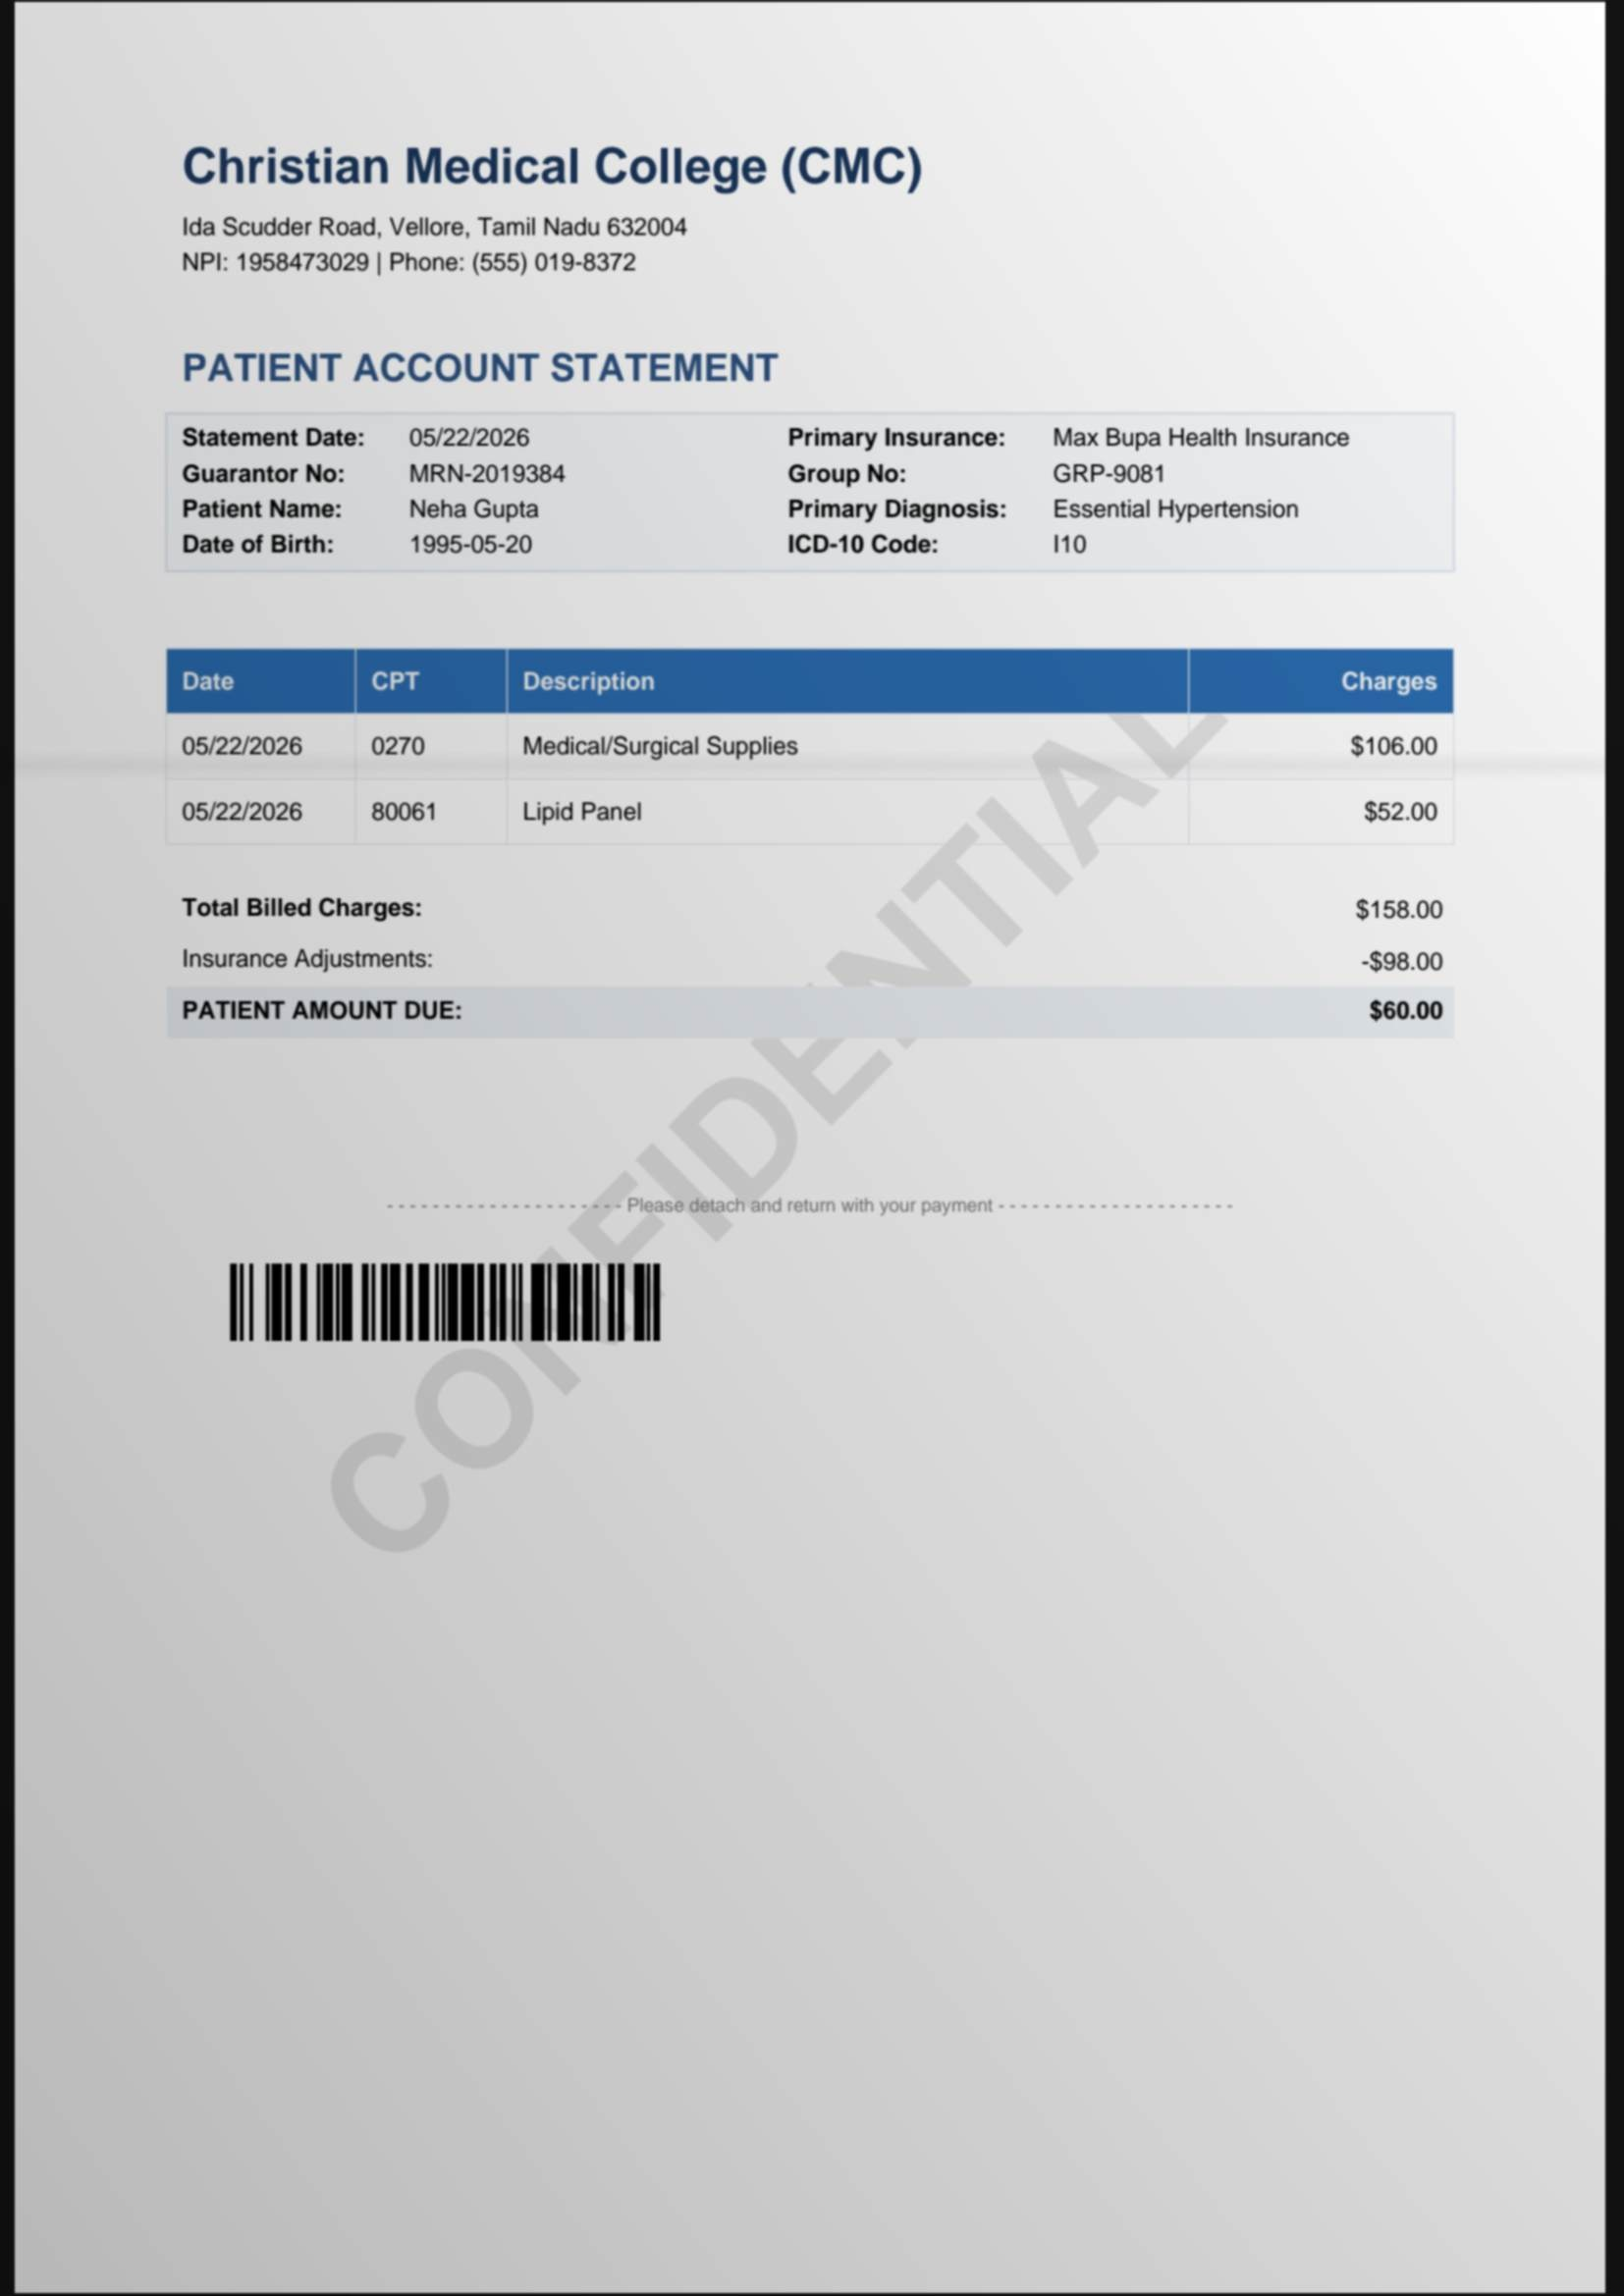 Christian Medical College (CMC)
Ida Scudder Road, Vellore, Tamil Nadu 632004
NPI: 1958473029 | Phone: (555) 019-8372
PATIENT ACCOUNT STATEMENT
Statement Date: 05/22/2026 Primary Insurance: Max Bupa Health Insurance
Guarantor No: MRN-2019384 Group No: GRP-9081
Patient Name: Neha Gupta Primary Diagnosis: Essential Hypertension
Date of Birth: 1995-05-20 ICD-10 Code: I10
Date CPT Description Charges
05/22/2026 0270 Medical/Surgical Supplies $106.00
05/22/2026 80061 Lipid Panel $52.00
Total Billed Charges: $158.00
Insurance Adjustments: -$98.00
PATIENT AMOUNT DUE: $60.00
- - - - - - - - - - - - - - - - - - - - - Please detach and return with your payment - - - - - - - - - - - - - - - - - - - - -
CONFIDENTIAL